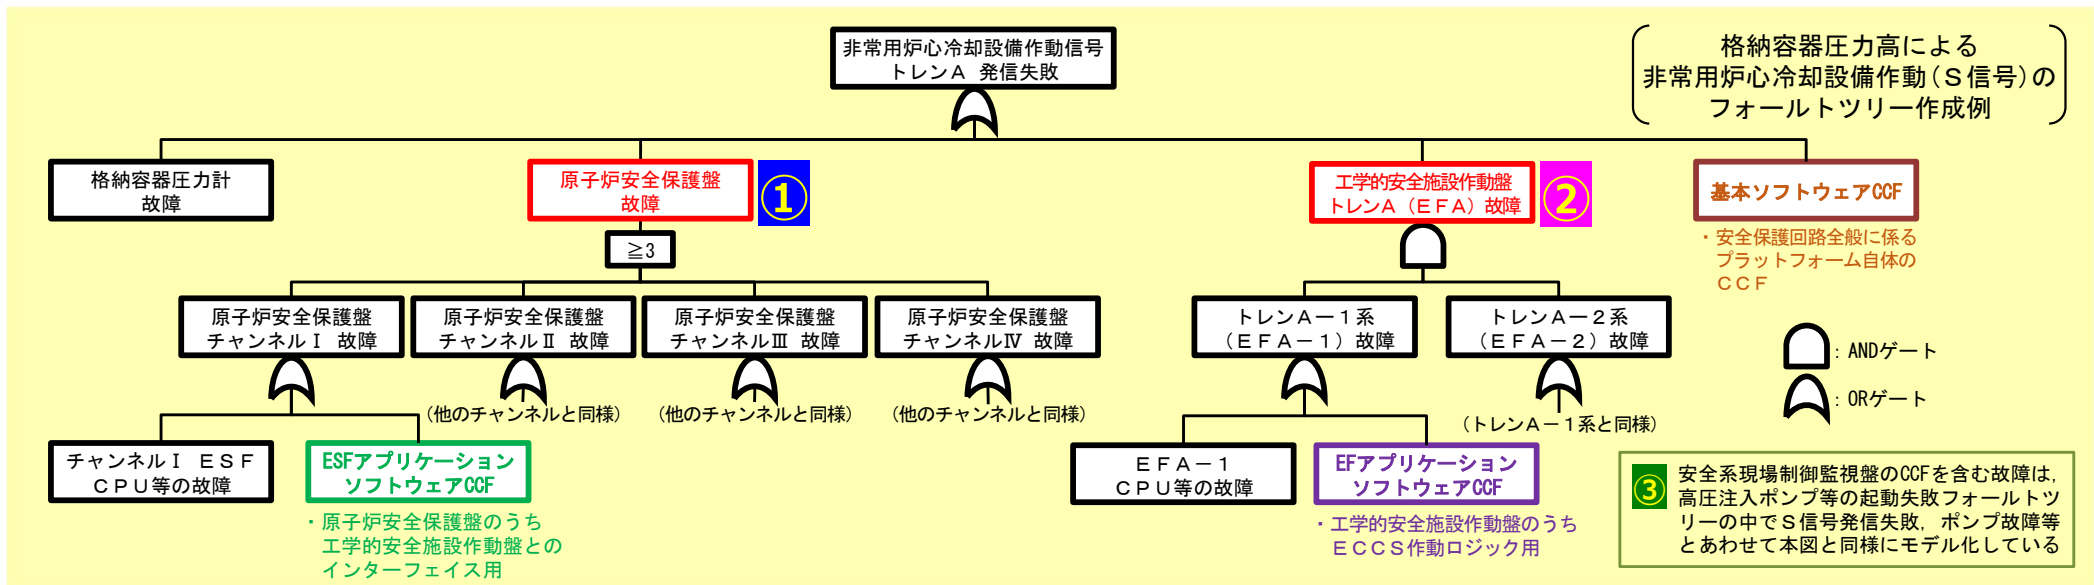 非常用炉心冷却設備作動信号
トレンA 発信失敗
格納容器圧力高による
非常用炉心冷却設備作動(S信号)の
フォールトツリー作成例
格納容器圧力計
故障
原子炉安全保護盤
故障
①
工学的安全施設作動盤
トレンA(EFA)故障
②
基本ソフトウェアCCF
・安全保護回路全般に係る
プラットフォーム自体の
CCF
≧3
原子炉安全保護盤
チャンネルⅠ 故障
原子炉安全保護盤
チャンネルⅡ 故障
原子炉安全保護盤
チャンネルⅢ 故障
原子炉安全保護盤
チャンネルⅣ 故障
トレンA-1系
(EFA-1)故障
トレンA-2系
(EFA-2)故障
:ANDゲート
:ORゲート
(他のチャンネルと同様)
(他のチャンネルと同様)
(他のチャンネルと同様)
(トレンA-1系と同様)
チャンネルⅠ ESF
CPU等の故障
ESFアプリケーション
ソフトウェアCCF
・原子炉安全保護盤のうち
工学的安全施設作動盤との
インターフェイス用
EFA-1
CPU等の故障
EFアプリケーション
ソフトウェアCCF
・工学的安全施設作動盤のうち
ECCS作動ロジック用
③
安全系現場制御監視盤のCCFを含む故障は,
高圧注入ポンプ等の起動失敗フォールトツ
リーの中でS信号発信失敗,ポンプ故障等
とあわせて本図と同様にモデル化している